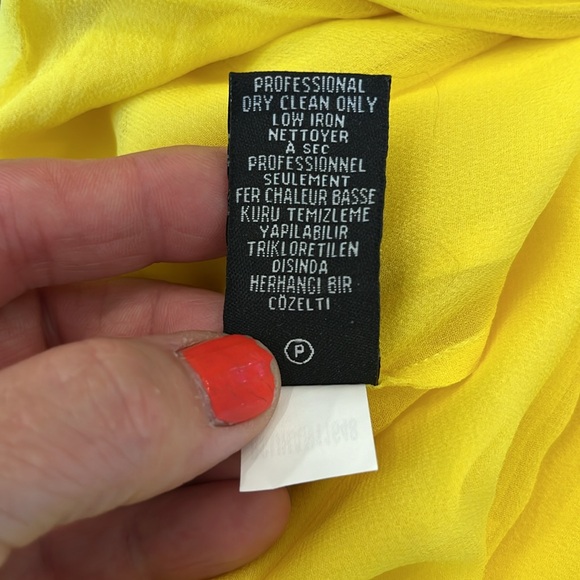 PROFESSIONAL
DRY CLEAN ONLY
LOW IRON
NETTOYER
À SEC
PROFESSIONNEL
SEULEMENT
FER CHALEUR BASSE
KURU TEMIZLEME
YAPILABILIR
TRIKLORETILEN
DISINDA
HERHANGI BIR
CÖZELTI
P